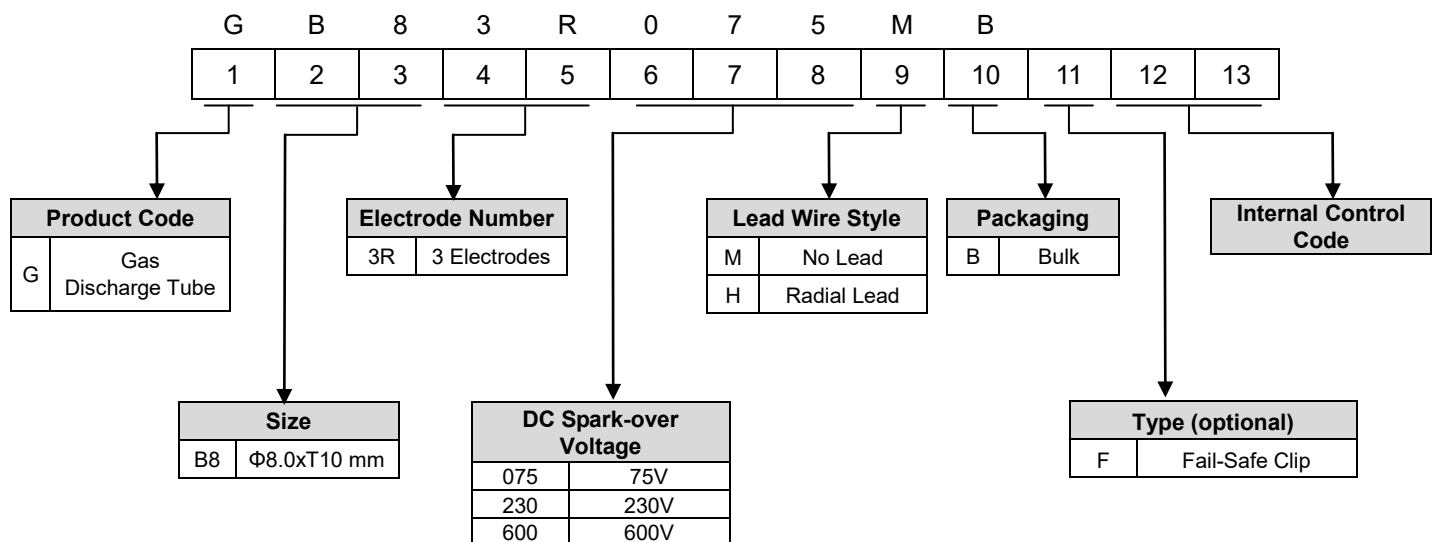 G B 8 3 R 0 7 5 M B
1 2 3 4 5 6 7 8 9 10 11 12 13
Product Code
G Gas
Discharge Tube
Electrode Number
3R 3 Electrodes
Lead Wire Style
M No Lead
H Radial Lead
Packaging
B Bulk
Internal Control
Code
Size
B8 Φ8.0xT10 mm
DC Spark-over
Voltage
075 75V
230 230V
600 600V
Type (optional)
F Fail-Safe Clip